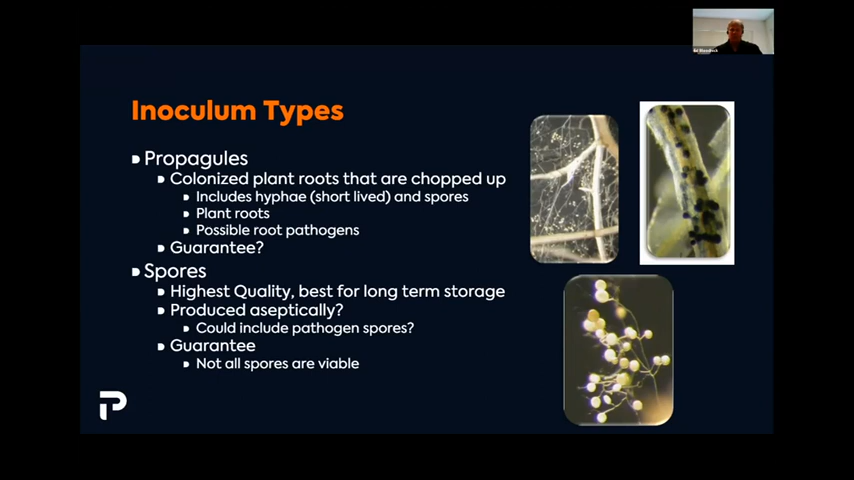 Inoculum Types
Propagules
Colonized plant roots that are chopped up
Includes hyphae (short lived) and spores
Plant roots
Possible root pathogens
Guarantee?
Spores
Highest Quality, best for long term storage
Produced aseptically?
Could include pathogen spores?
Guarantee
Not all spores are viable